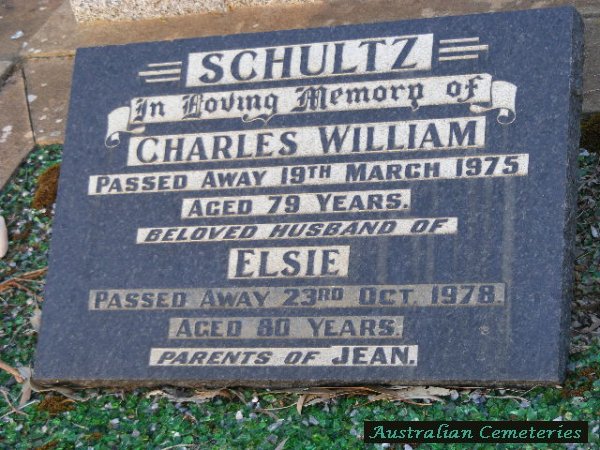 SCHULTZ
In Loving Memory of
CHARLES WILLIAM
PASSED AWAY 19TH MARCH 1975
AGED 79 YEARS.
BELOVED HUSBAND OF
ELSIE
PASSED AWAY 23RD OCT. 1978.
AGED 80 YEARS.
PARENTS OF JEAN.
Australian Cemeteries